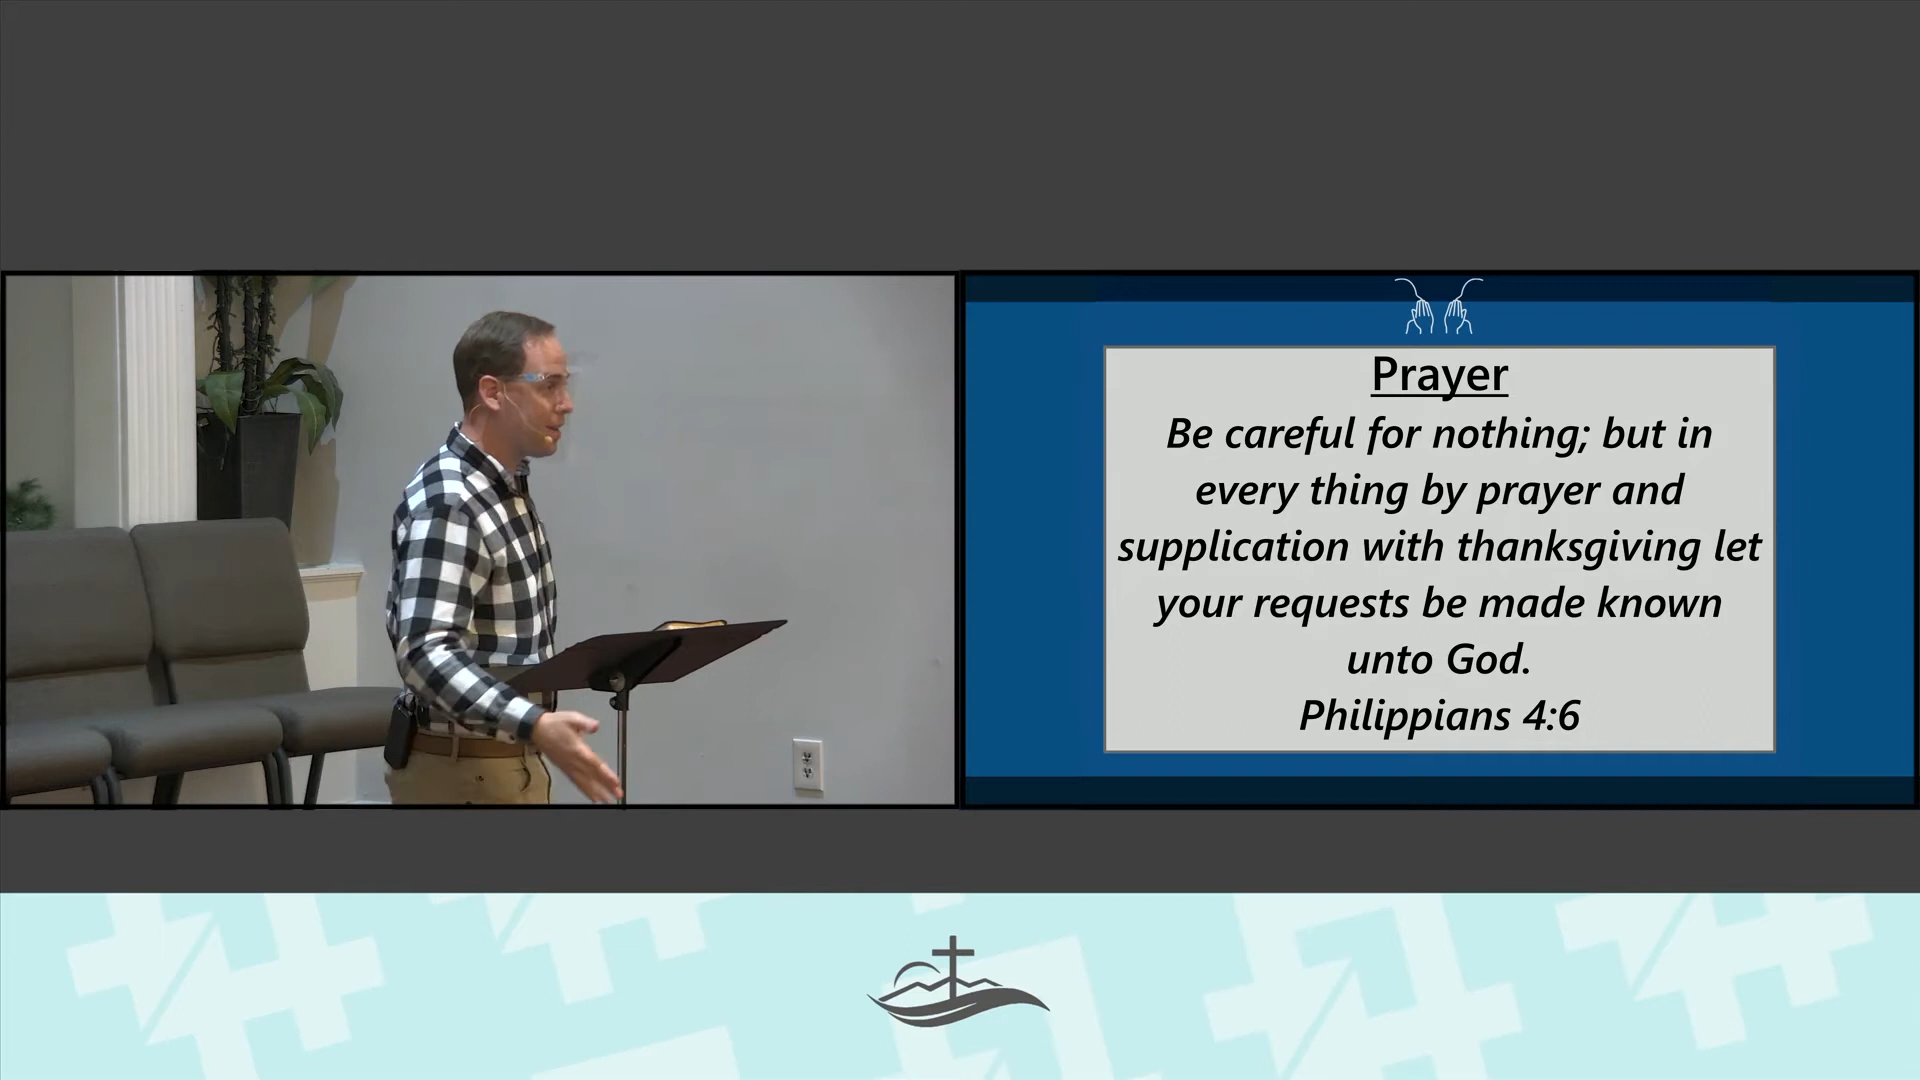 Prayer
Be careful for nothing; but in
every thing by prayer and
supplication with thanksgiving let
your requests be made known
unto God.
Philippians 4:6